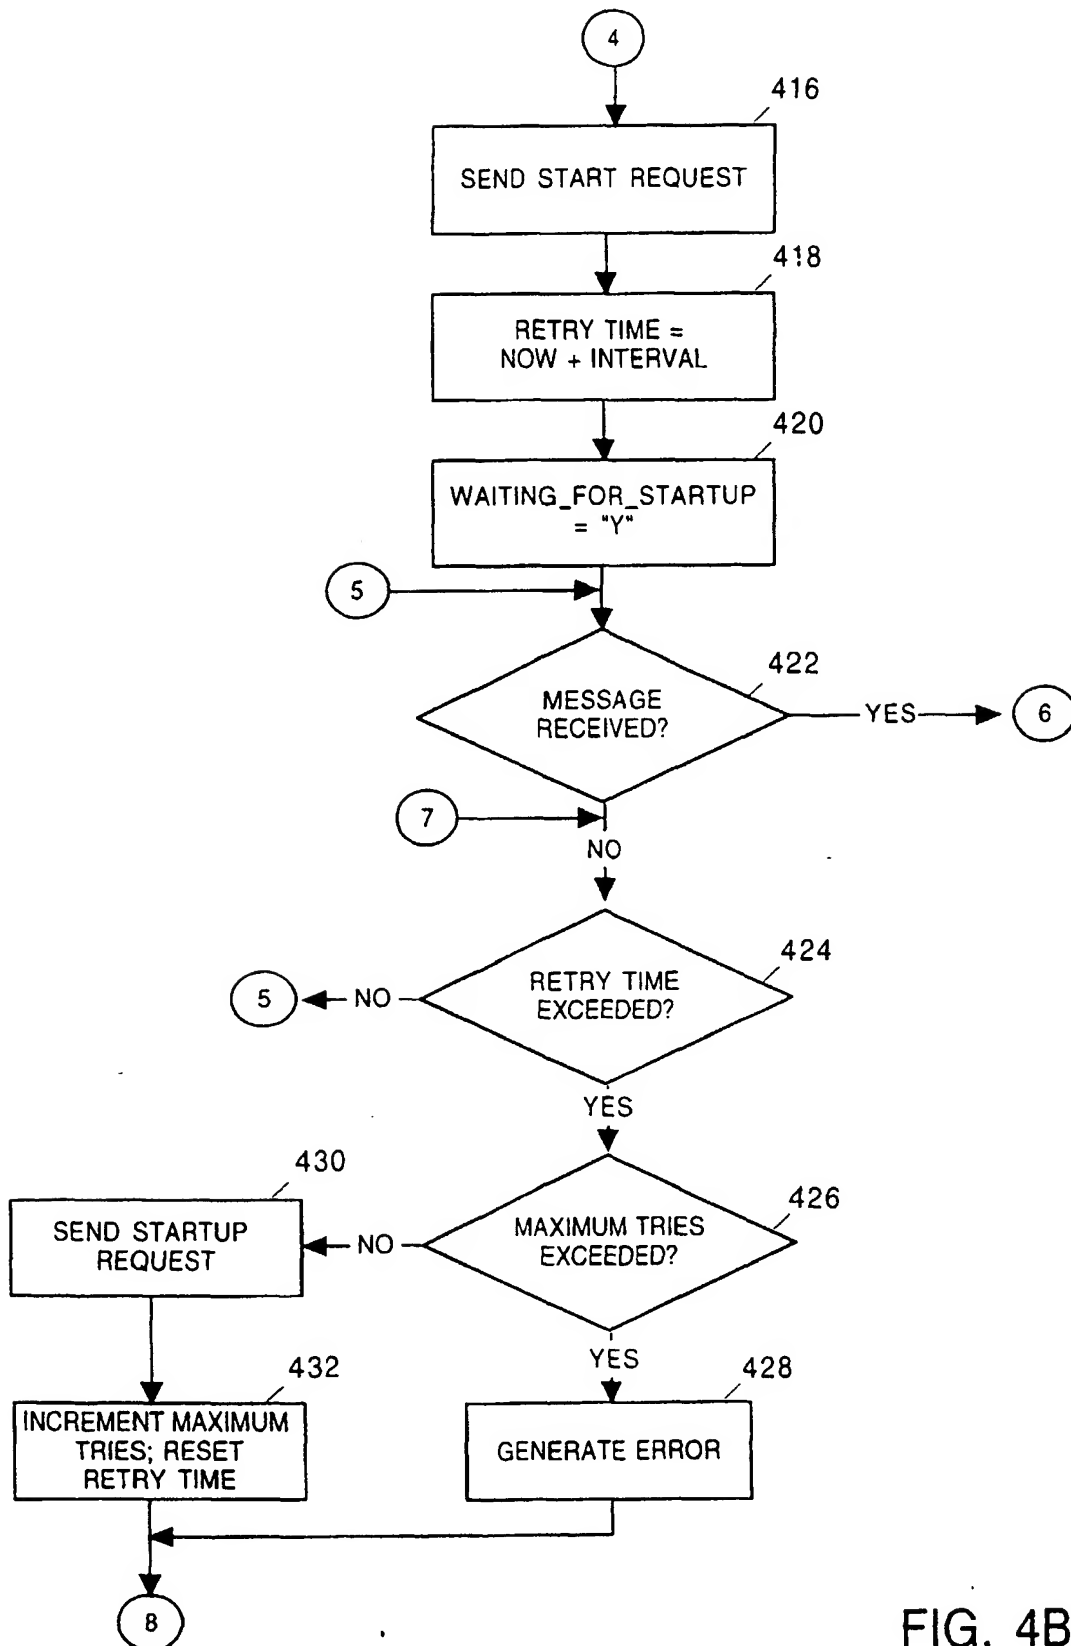 4
416
SEND START REQUEST
418
RETRY TIME =
NOW + INTERVAL
420
WAITING_FOR_STARTUP
= "Y"
5
422
MESSAGE
RECEIVED?
YES
6
7
NO
424
RETRY TIME
EXCEEDED?
NO
5
YES
426
MAXIMUM TRIES
EXCEEDED?
NO
430
SEND STARTUP
REQUEST
YES
432
INCREMENT MAXIMUM
TRIES; RESET
RETRY TIME
428
GENERATE ERROR
8
FIG. 4B